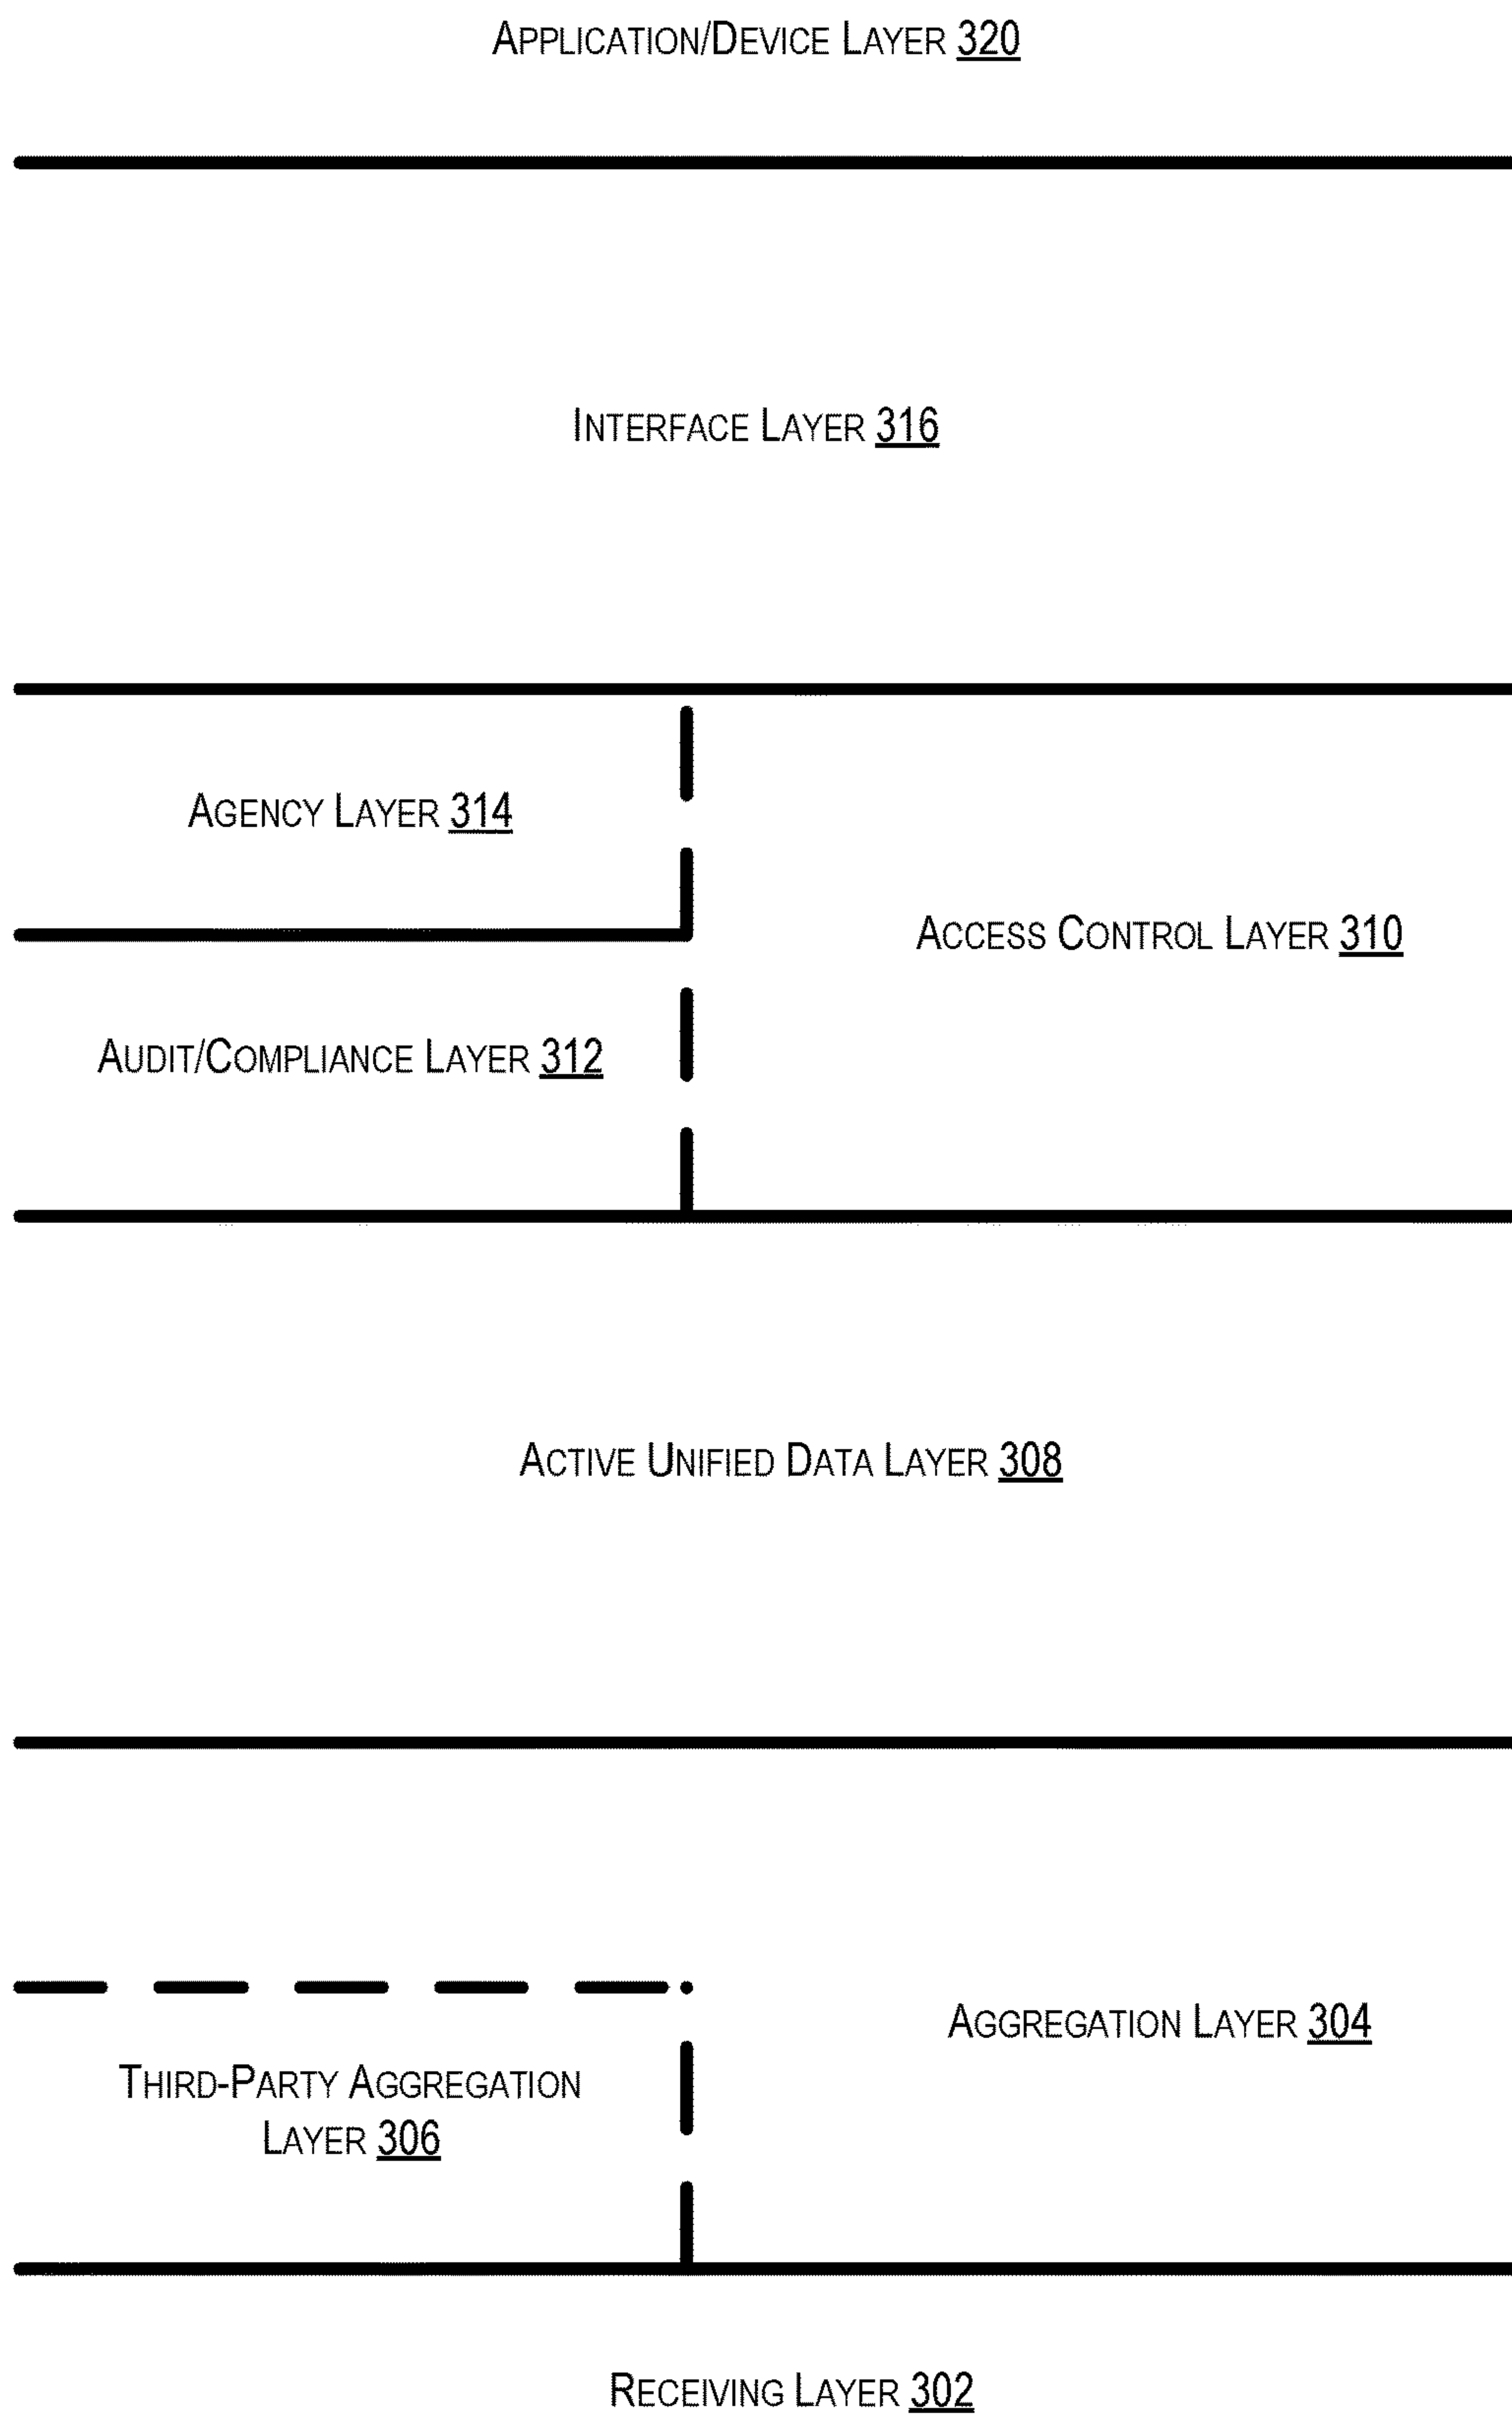 APPLICATION/DEVICE LAYER 320
INTERFACE LAYER 316
AGENCY LAYER 314
ACCESS CONTROL LAYER 310
AUDIT/COMPLIANCE LAYER 312
ACTIVE UNIFIED DATA LAYER 308
AGGREGATION LAYER 304
THIRD-PARTY AGGREGATION
LAYER 306
RECEIVING LAYER 302